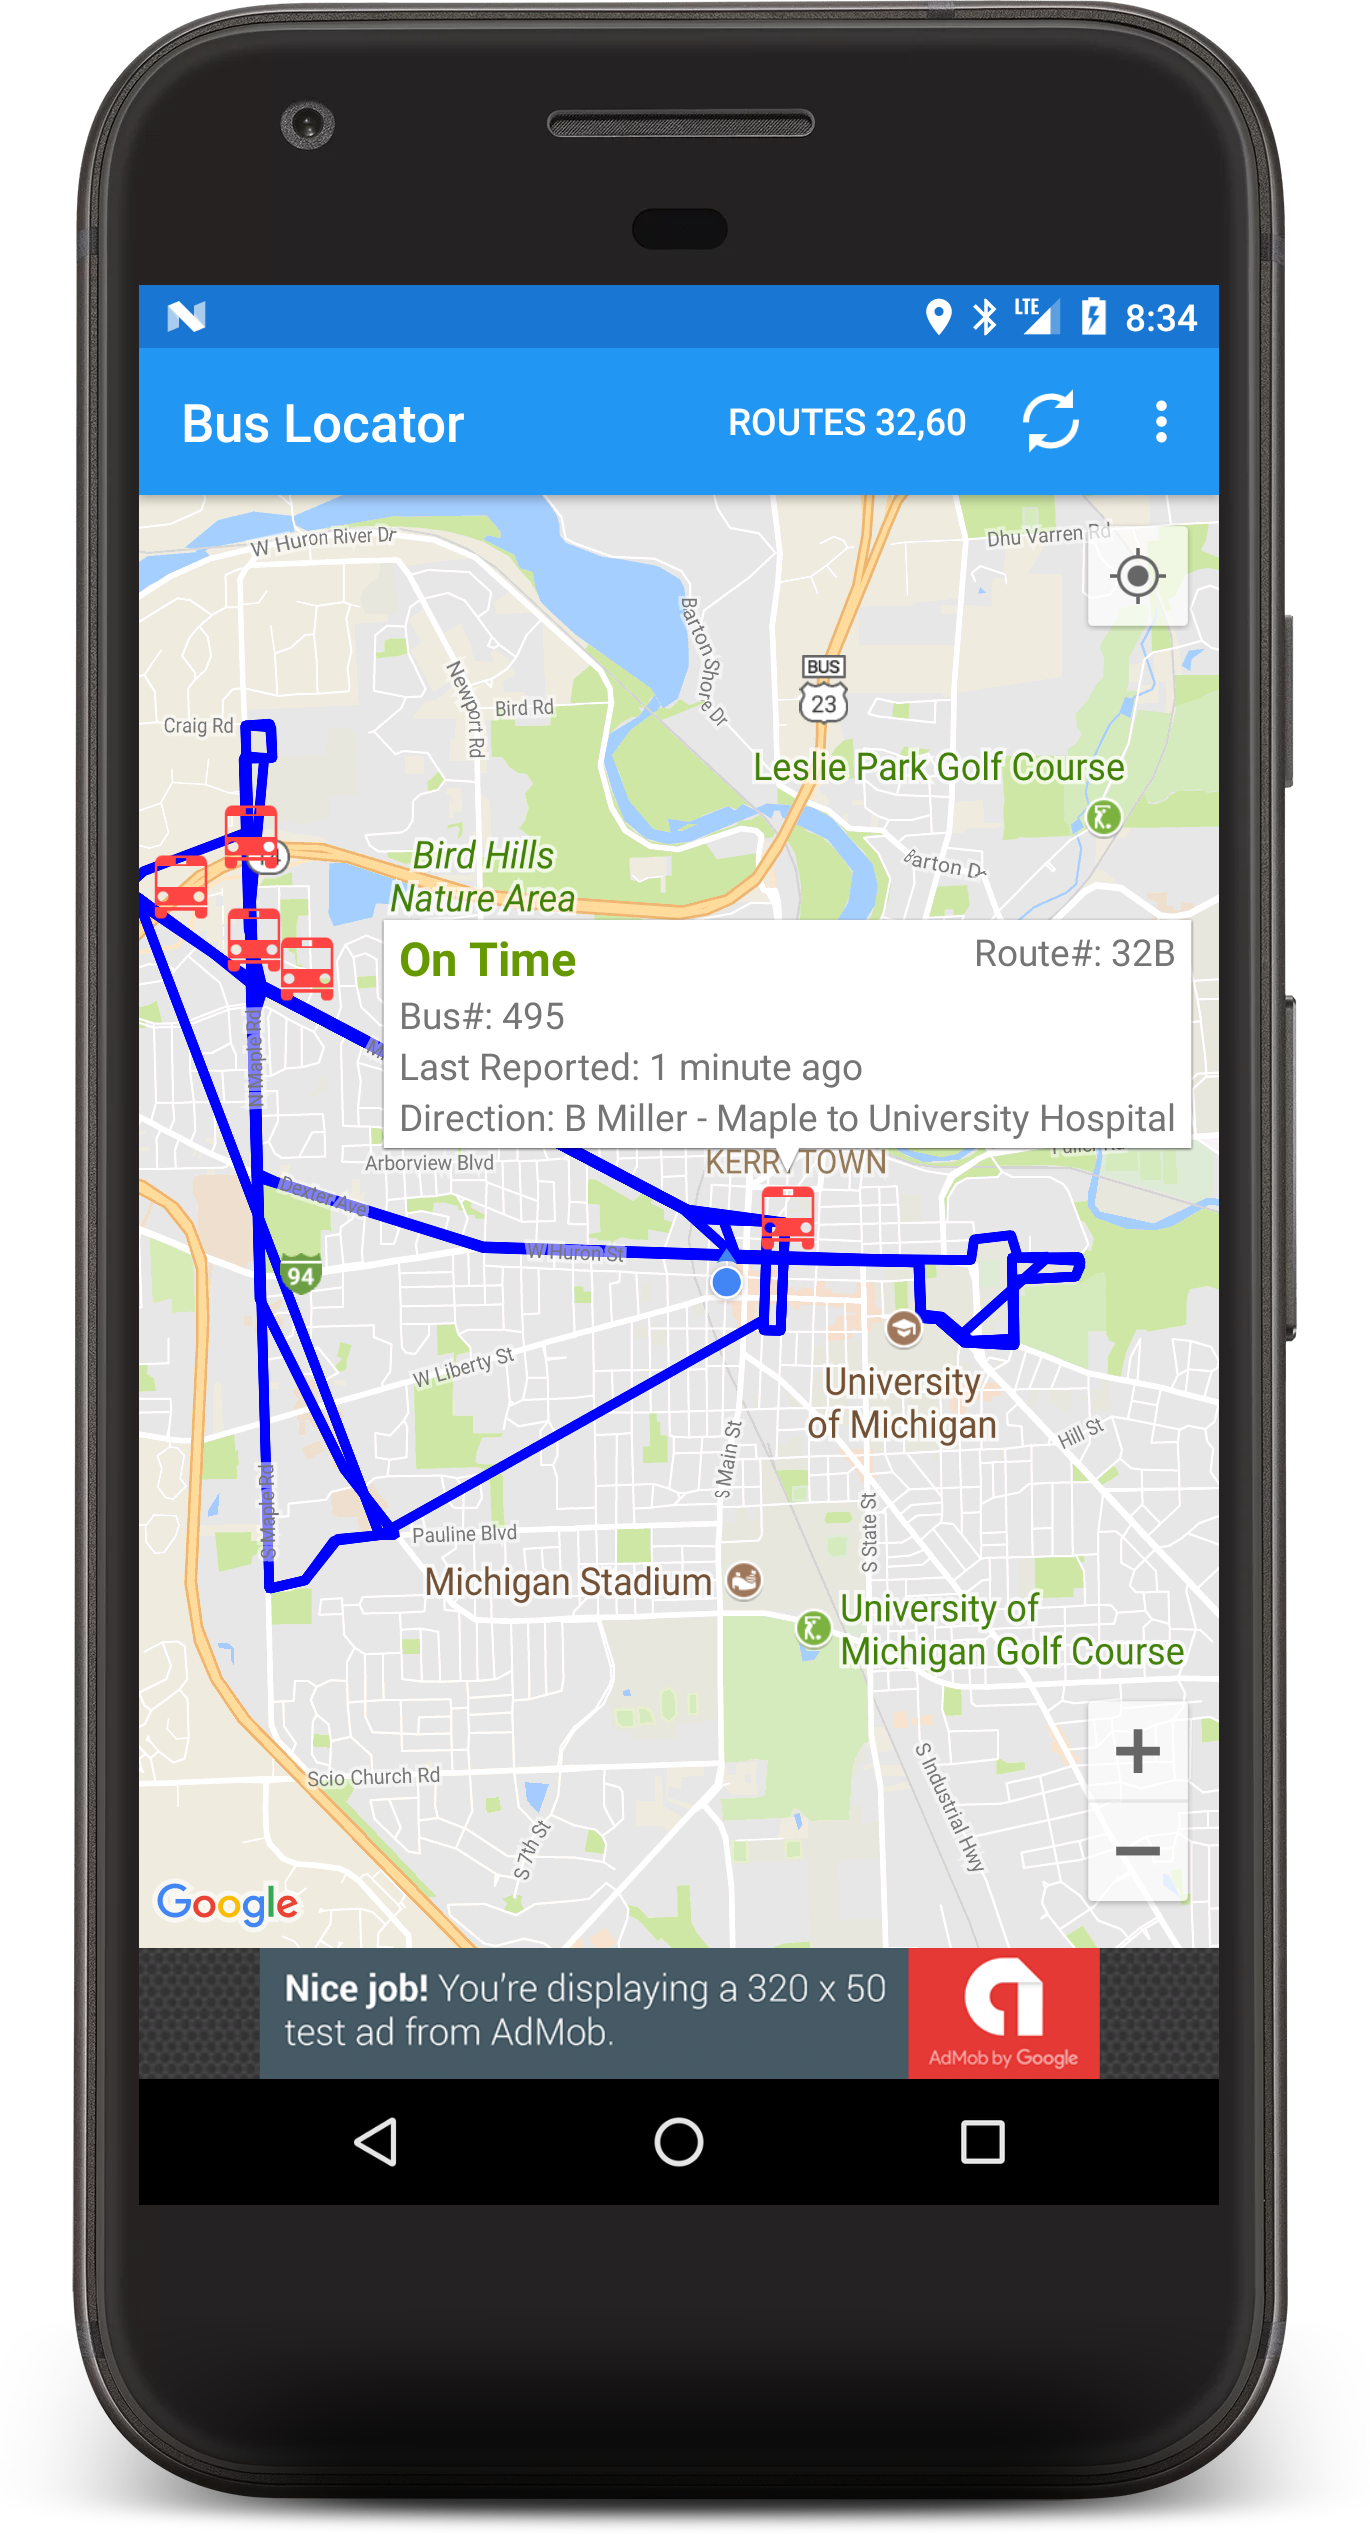 LTE 8:34
Bus Locator ROUTES 32,60
W Huron River Dr
Dhu Varren Rd
Barton Shore Dr
Newport Rd
BUS
23
Craig Rd
Bird Rd
Leslie Park Golf Course
Bird Hills
Nature Area
Barton Dr
On Time Route#: 32B
Bus#: 495
Last Reported: 1 minute ago
Direction: B Miller - Maple to University Hospital
N Maple Rd
Arborview Blvd
Dexter Ave
W Huron St
94
W Liberty St
University
of Michigan
S Main St
Hill St
S Maple Rd
Pauline Blvd
S State St
Michigan Stadium
University of
Michigan Golf Course
Scio Church Rd
S Industrial Hwy
S 7th St
Google
Nice job! You're displaying a 320 x 50
test ad from AdMob.
AdMob by Google